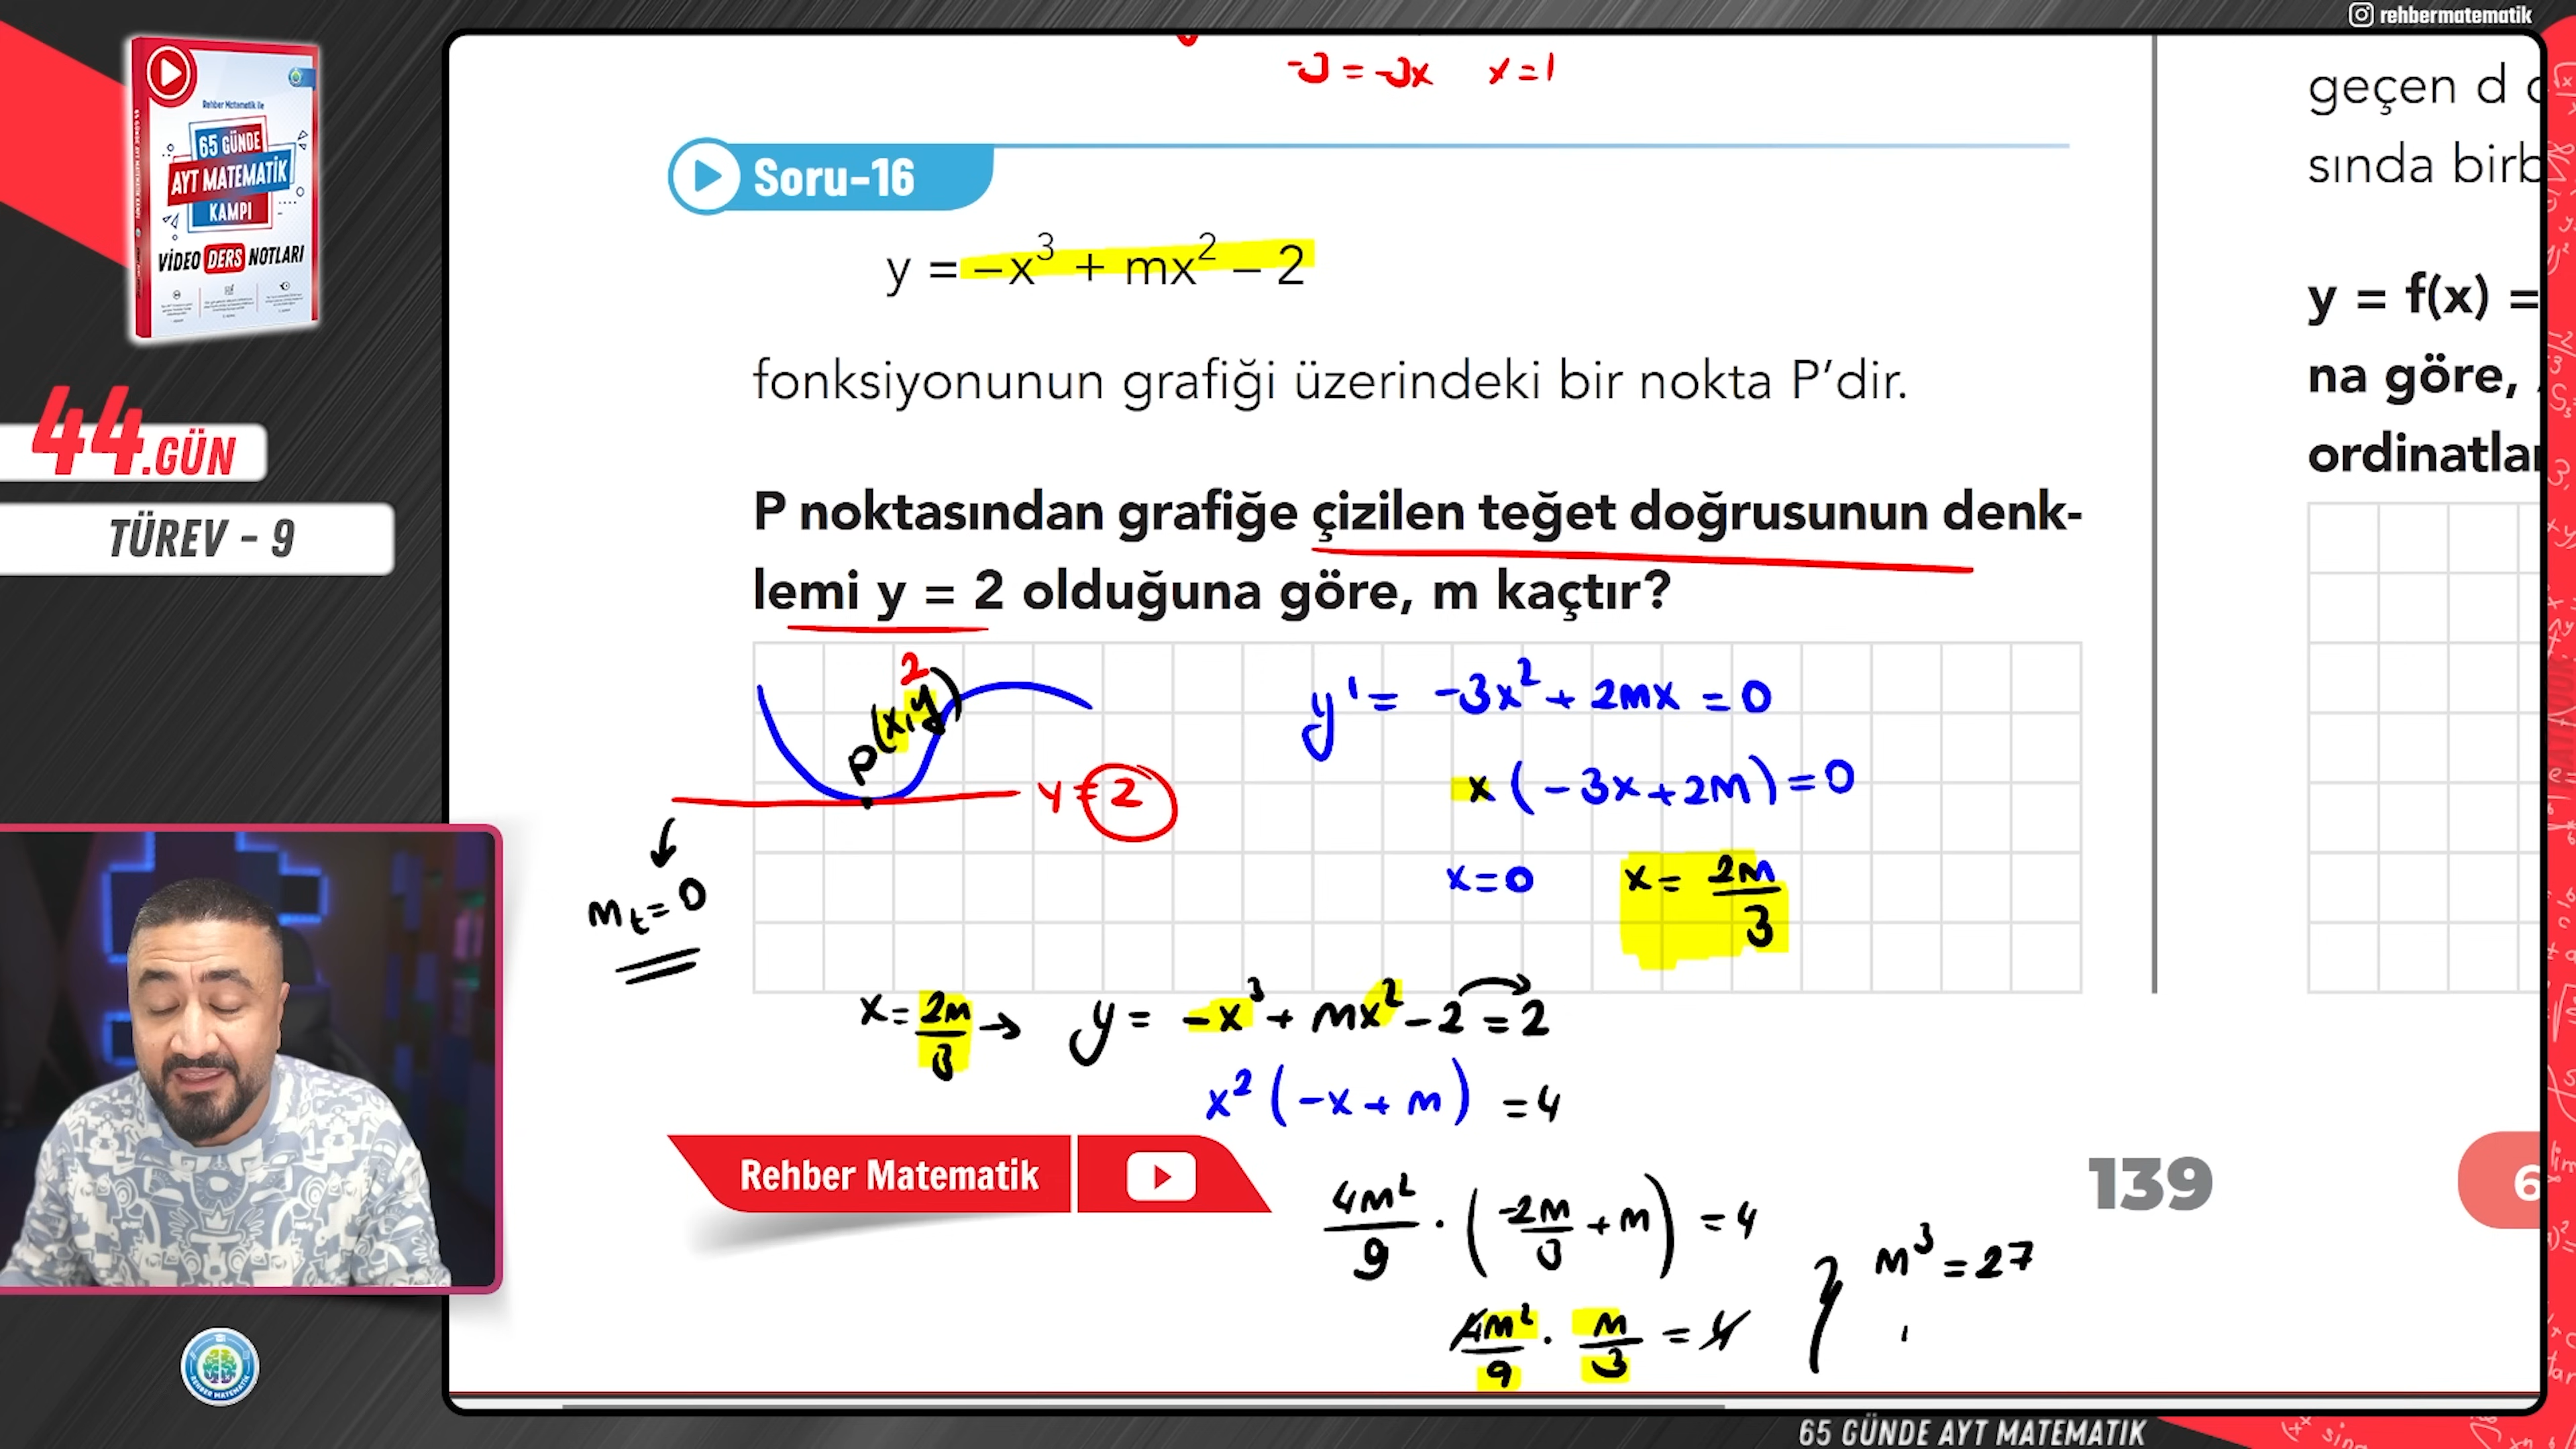 rehbermatematik
-3 = -3x x = 1
Rehber Matematik ile
65 GÜNDE
AYT MATEMATİK
KAMPI
VİDEO DERS NOTLARI
44.GÜN
TÜREV - 9
Soru-16
y = -x³ + mx² - 2
fonksiyonunun grafiği üzerindeki bir nokta P'dir.
P noktasından grafiğe çizilen teğet doğrusunun denk-
lemi y = 2 olduğuna göre, m kaçtır?
2
P(x,y)
y = 2
m_t = 0
y' = -3x² + 2mx = 0
x(-3x + 2m) = 0
x = 0 x = 2m/3
x = 2m/3 → y = -x³ + mx² - 2 = 2
x²(-x + m) = 4
4m²/9 · (-2m/3 + m) = 4
4m²/9 · m/3 = 4
m³ = 27
Rehber Matematik
139
geçen d
sında birb
y = f(x) =
na göre,
ordinatla
6
REHBER MATEMATİK
65 GÜNDE AYT MATEMATİK